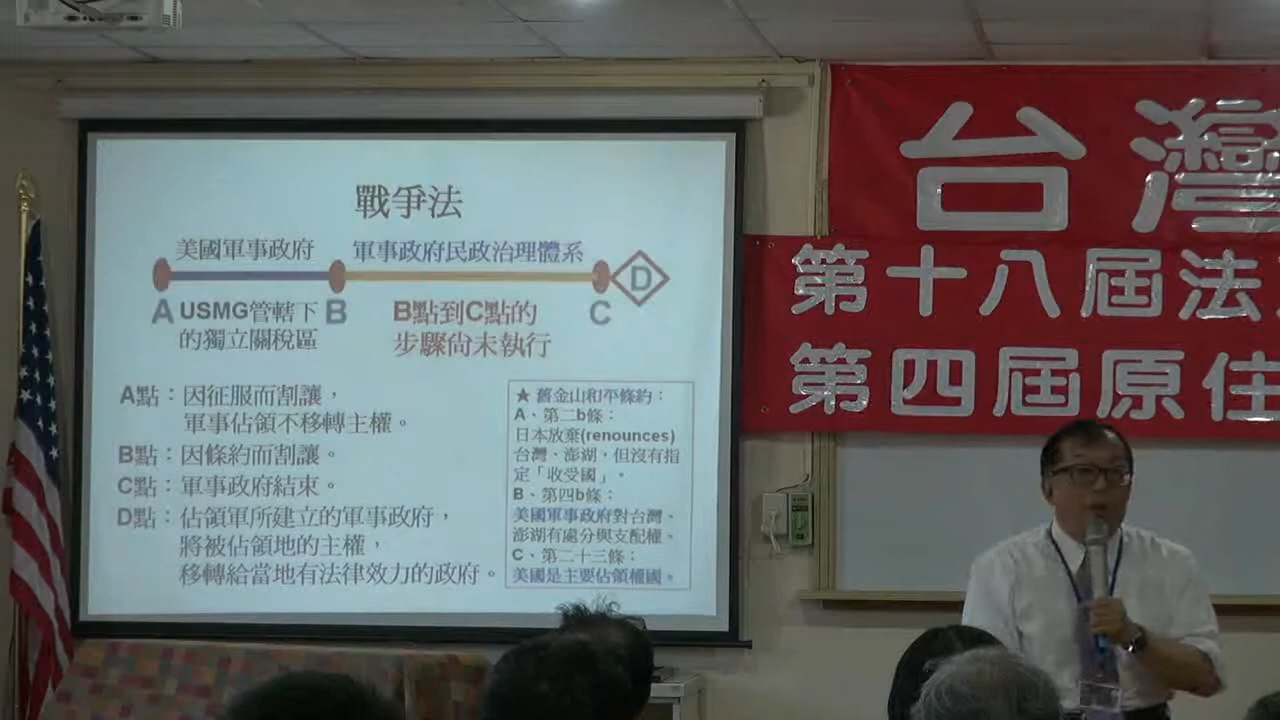 戰爭法
美國軍事政府
軍事政府民政治理體系
D
A
USMG管轄下
的獨立關稅區
B
B點到C點的
步驟尚未執行
C
A點：因征服而割讓，
軍事佔領不移轉主權。
B點：因條約而割讓。
C點：軍事政府結束。
D點：佔領軍所建立的軍事政府，
將被佔領地的主權，
移轉給當地有法律效力的政府。
★ 舊金山和平條約：
A、第二b條：
日本放棄(renounces)
台灣、澎湖，但沒有指
定「收受國」。
B、第四b條：
美國軍事政府對台灣、
澎湖有處分與支配權。
C、第二十三條：
美國是主要佔領權國。
台灣
第十八屆法
第四屆原住